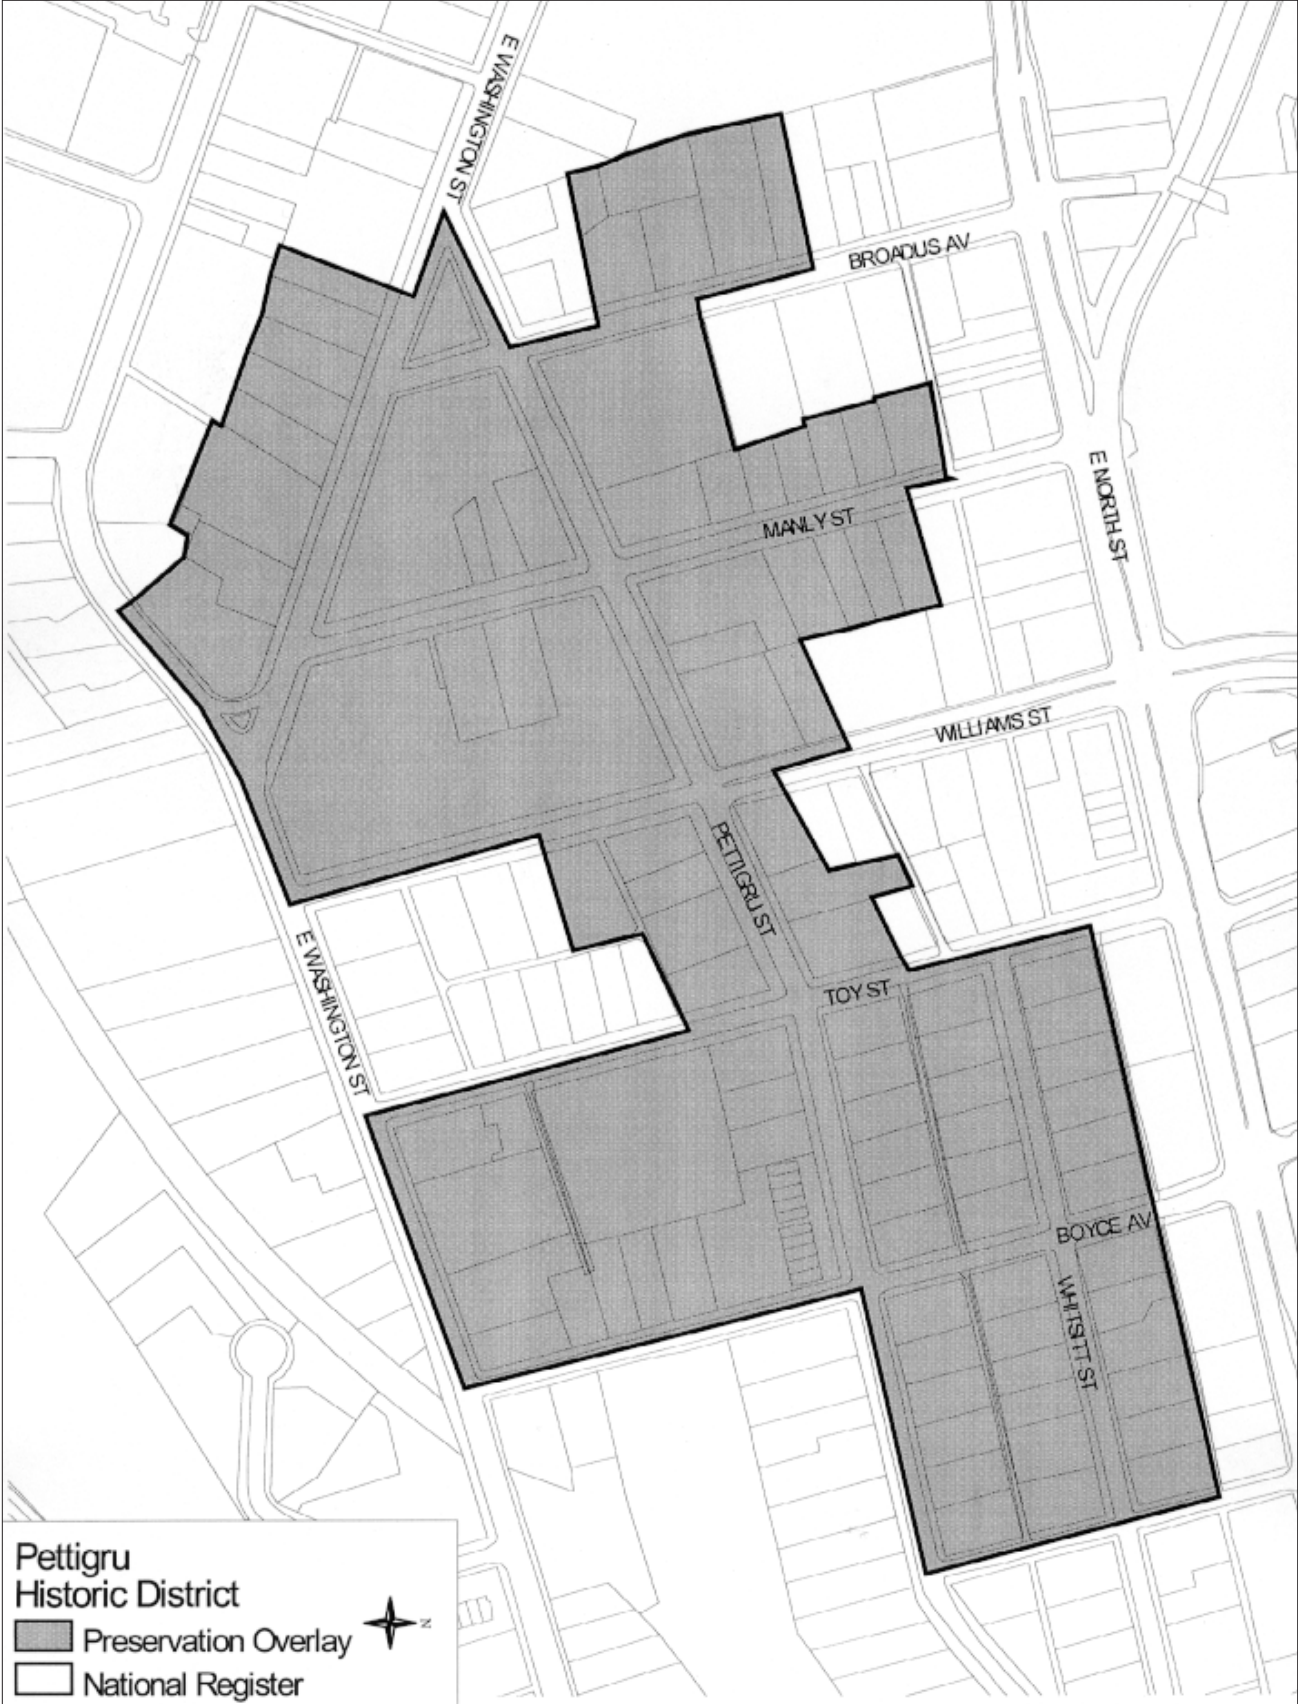 E WASHINGTON ST
BROADUS AV
E NORTH ST
MANLY ST
WILLIAMS ST
PETTIGRU ST
E WASHINGTON ST
TOY ST
BOYCE AV
WHITSITT ST
Pettigru
Historic District
N
Preservation Overlay
National Register